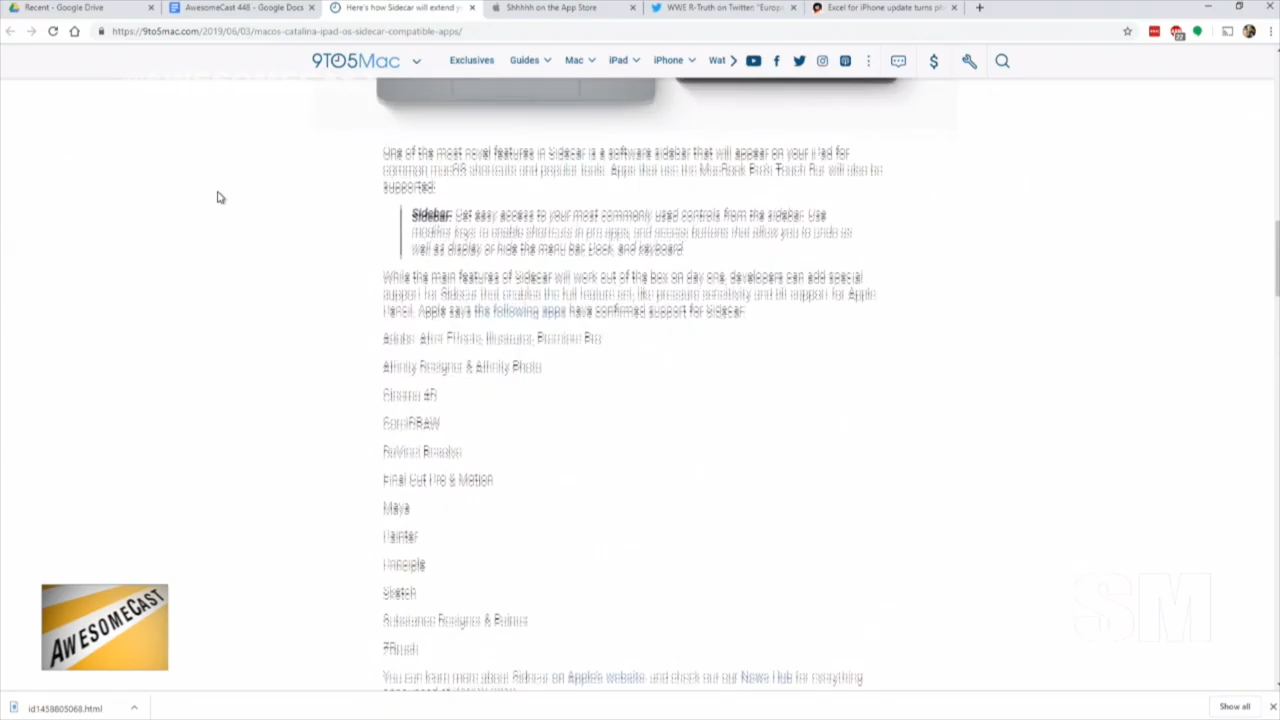 Recent - Google Drive
AwesomeCast 448 - Google Docs
Here's how Sidecar will extend y
Shhhhh on the App Store
WWE R-Truth on Twitter: "Europ
Excel for iPhone update turns ph
https://9to5mac.com/2019/06/03/macos-catalina-ipad-os-sidecar-compatible-apps/
22
9TO5Mac Exclusives Guides Mac iPad iPhone Wat
One of the most novel features in Sidecar is a software sidebar that will appear on your iPad for
common macOS shortcuts and popular tools. Apps that use the MacBook Pro's Touch Bar will also be
supported:
Sidebar: Get easy access to your most commonly used controls from the sidebar. Use
modifier keys to enable shortcuts in pro apps, and access buttons that allow you to undo as
well as display or hide the menu bar, Dock, and keyboard.
While the main features of Sidecar will work out of the box on day one, developers can add special
support for Sidecar that enables the full feature set, like pressure sensitivity and tilt support for Apple
Pencil. Apple says the following apps have confirmed support for Sidecar:
Adobe After Effects, Illustrator, Premiere Pro
Affinity Designer & Affinity Photo
Cinema 4D
CorelDRAW
DaVinci Resolve
Final Cut Pro & Motion
Maya
Painter
Principle
Sketch
Substance Designer & Painter
ZBrush
You can learn more about Sidecar on Apple's website, and check out our News Hub for everything
AWESOMECAST
SM
id1458805068.html
Show all